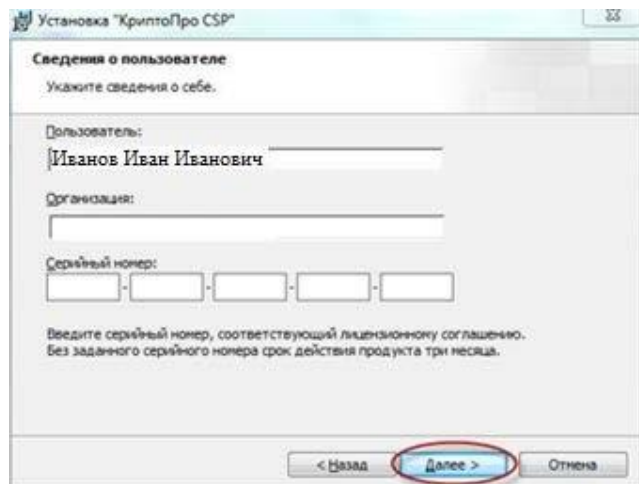 Установка "КриптоПро CSP"
Сведения о пользователе
Укажите сведения о себе.
Пользователь:
Иванов Иван Иванович
Организация:
Серийный номер:
- - - -
Введите серийный номер, соответствующий лицензионному соглашению.
Без заданного серийного номера срок действия продукта три месяца.
< Назад Далее > Отмена